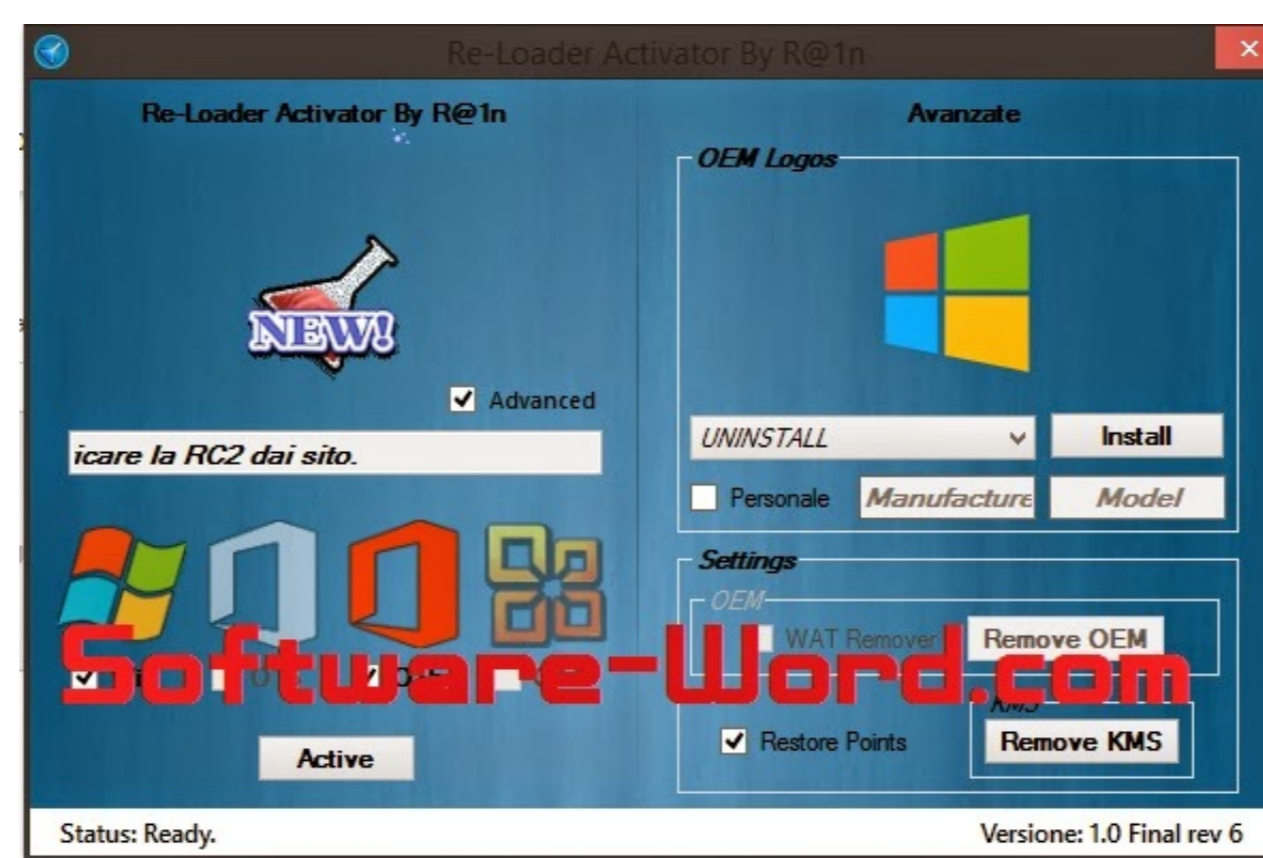 Re-Loader Activator By R@1n
Re-Loader Activator By R@1n
Avanzate
OEM Logos
NEW!
Advanced
icare la RC2 dai sito.
UNINSTALL
Install
Personale
Manufacture
Model
Settings
OEM
WAT Remover
Remove OEM
Software-Word.com
KMS
Restore Points
Remove KMS
Active
Status: Ready.
Versione: 1.0 Final rev 6